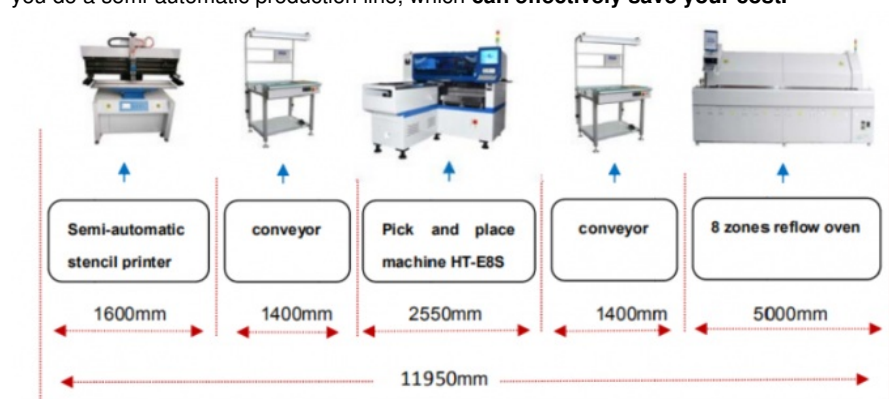 you do a semi-automatic production line, which can effectively save your cost.
Semi-automatic
stencil printer
conveyor
Pick and place
machine HT-E8S
conveyor
8 zones reflow oven
1600mm
1400mm
2550mm
1400mm
5000mm
11950mm